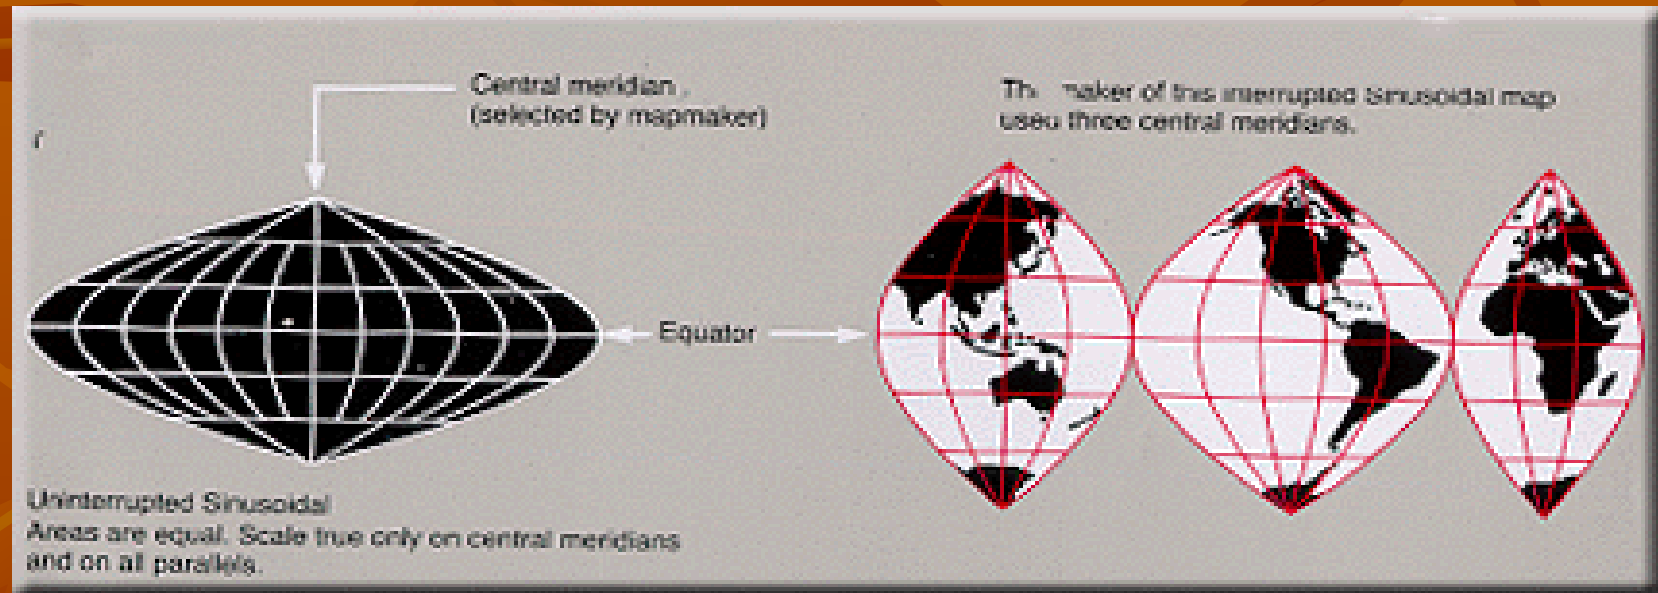 Central meridian
(selected by mapmaker)
maker of this interrupted Sinusoidal map
used three central meridians.
Equator
Uninterrupted Sinusoidal
Areas are equal. Scale true only on central meridians
and on all parallels.